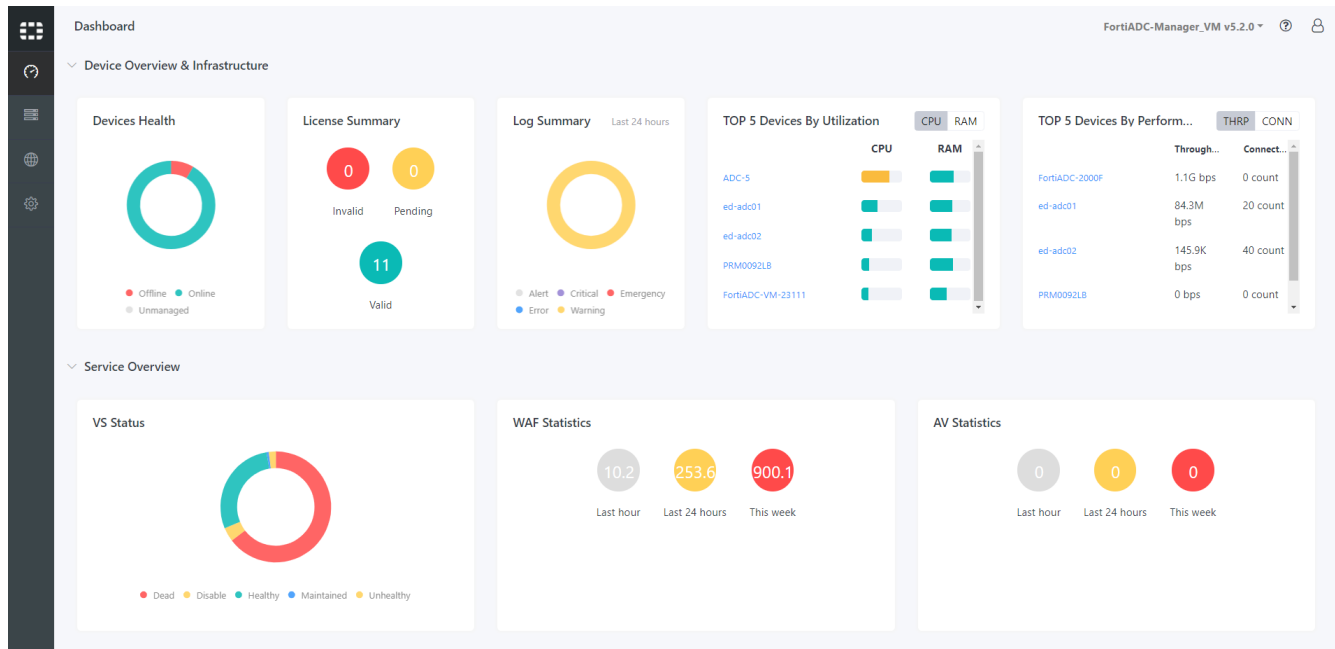 Dashboard
FortiADC-Manager_VM v5.2.0
Device Overview & Infrastructure
Devices Health
Offline Online
Unmanaged
License Summary
0 0
Invalid Pending
11
Valid
Log Summary Last 24 hours
Alert Critical Emergency
Error Warning
TOP 5 Devices By Utilization CPU RAM
CPU RAM
ADC-5
ed-adc01
ed-adc02
PRM0092LB
FortiADC-VM-23111
TOP 5 Devices By Perform... THRP CONN
Through... Connect...
FortiADC-2000F 1.1G bps 0 count
ed-adc01 84.3M 20 count
bps
ed-adc02 145.9K 40 count
bps
PRM0092LB 0 bps 0 count
Service Overview
VS Status
Dead Disable Healthy Maintained Unhealthy
WAF Statistics
10.2 253.6 900.1
Last hour Last 24 hours This week
AV Statistics
0 0 0
Last hour Last 24 hours This week